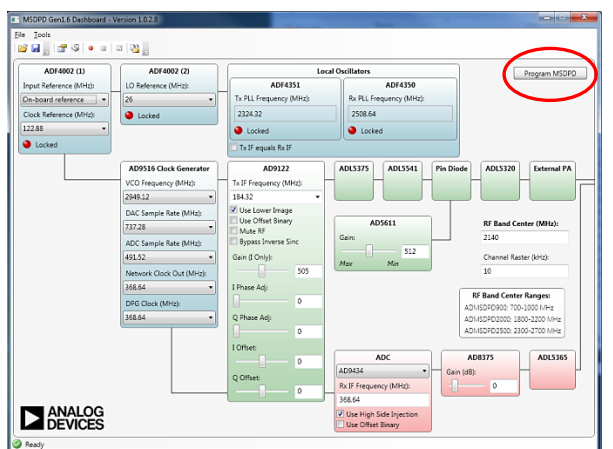 MSDPD Gen1.6 Dashboard - Version 1.0.2.8
File Tools
Program MSDPD
ADF4002 (1)
Input Reference (MHz):
On-board reference
Clock Reference (MHz):
122.88
Locked
ADF4002 (2)
LO Reference (MHz):
26
Locked
Local Oscillators
ADF4351
Tx PLL Frequency (MHz):
2324.32
Locked
Tx IF equals Rx IF
ADF4350
Rx PLL Frequency (MHz):
2508.64
Locked
AD9516 Clock Generator
VCO Frequency (MHz):
2949.12
DAC Sample Rate (MHz):
737.28
ADC Sample Rate (MHz):
491.52
Network Clock Out (MHz):
368.64
DPG Clock (MHz):
368.64
AD9122
Tx IF Frequency (MHz):
184.32
Use Lower Image
Use Offset Binary
Mute RF
Bypass Inverse Sinc
Gain (I Only):
505
I Phase Adj:
0
Q Phase Adj:
0
I Offset:
0
Q Offset:
0
ADL5375
ADL5541
Pin Diode
ADL5320
External PA
AD5611
Gain:
512
Max Min
RF Band Center (MHz):
2140
Channel Raster (kHz):
10
RF Band Center Ranges:
ADMSDPD900: 700-1000 MHz
ADMSDPD2000: 1800-2200 MHz
ADMSDPD2500: 2300-2700 MHz
ADC
AD9434
Rx IF Frequency (MHz):
368.64
Use High Side Injection
Use Offset Binary
AD8375
Gain (dB):
0
ADL5365
ANALOG
DEVICES
Ready